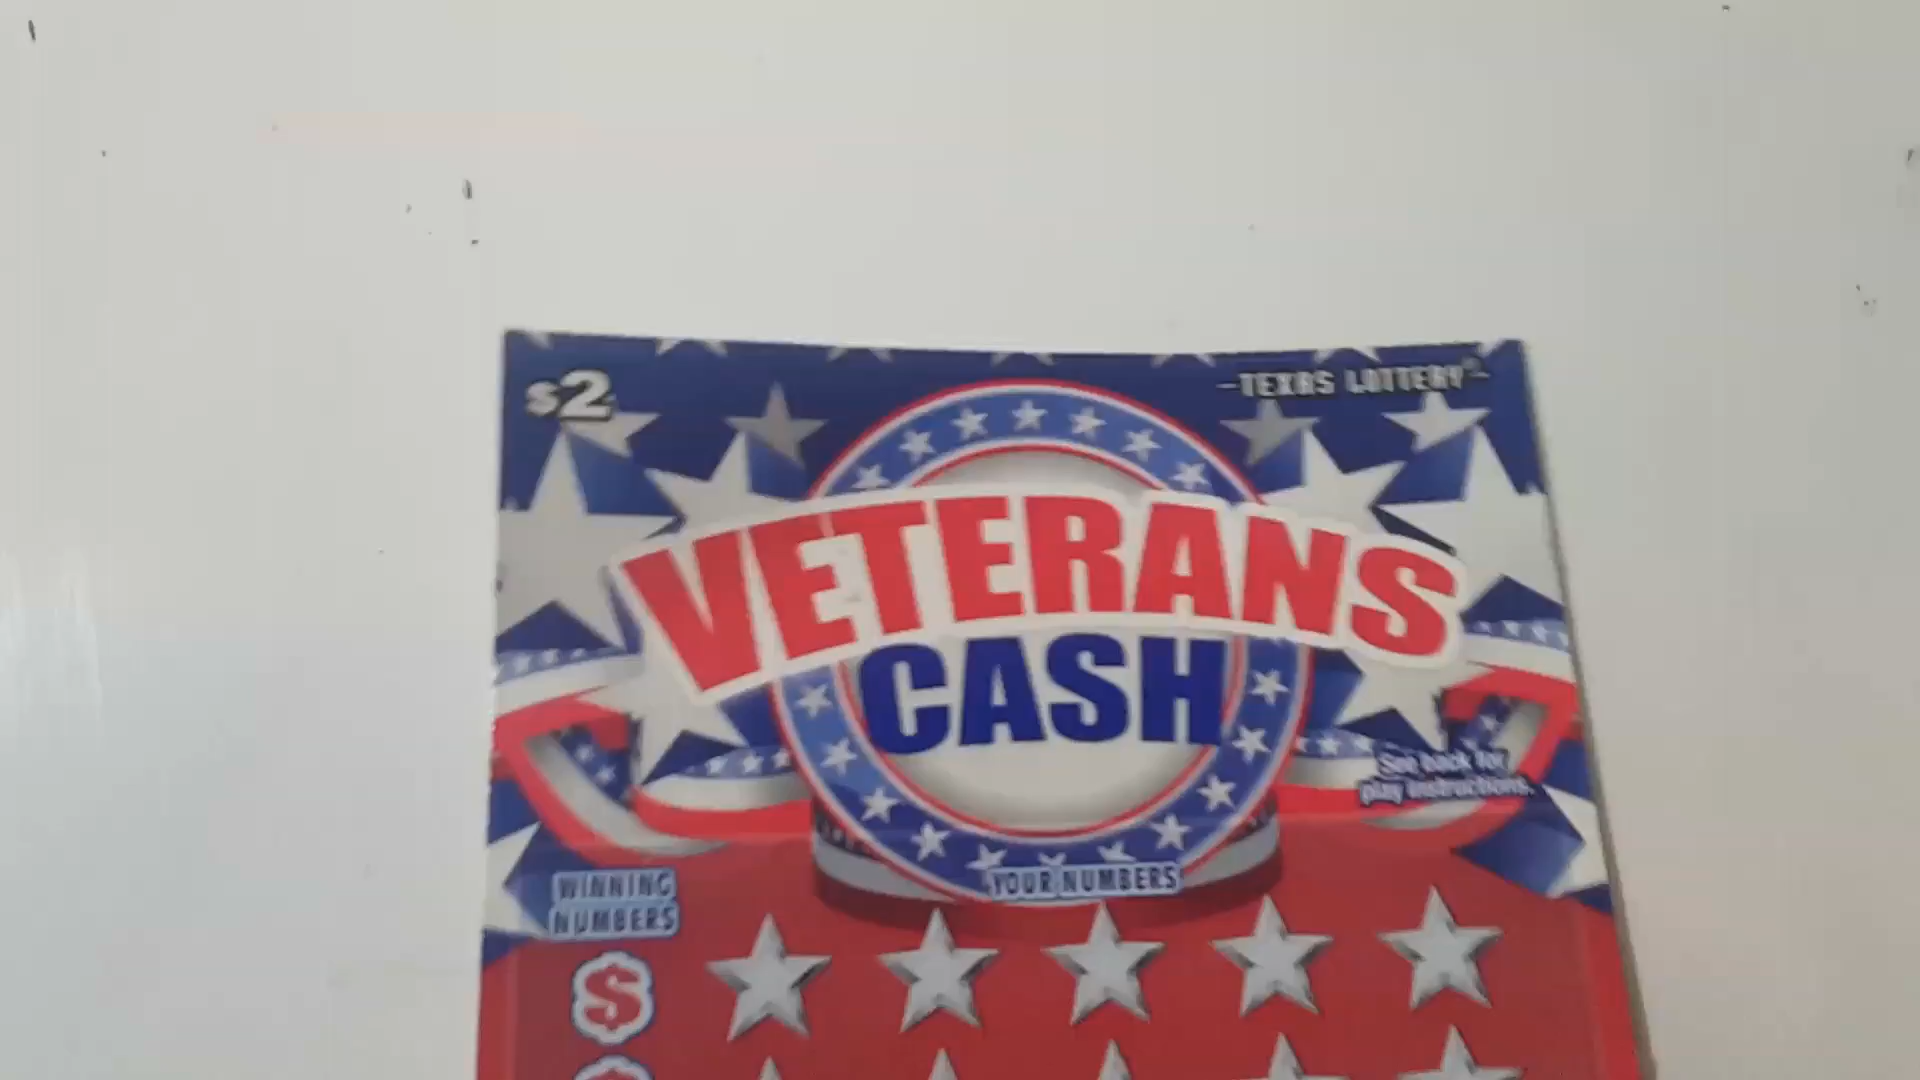 $2
-TEXAS LOTTERY®-
VETERANS
CASH
See back for
play instructions.
WINNING
NUMBERS
YOUR NUMBERS
$